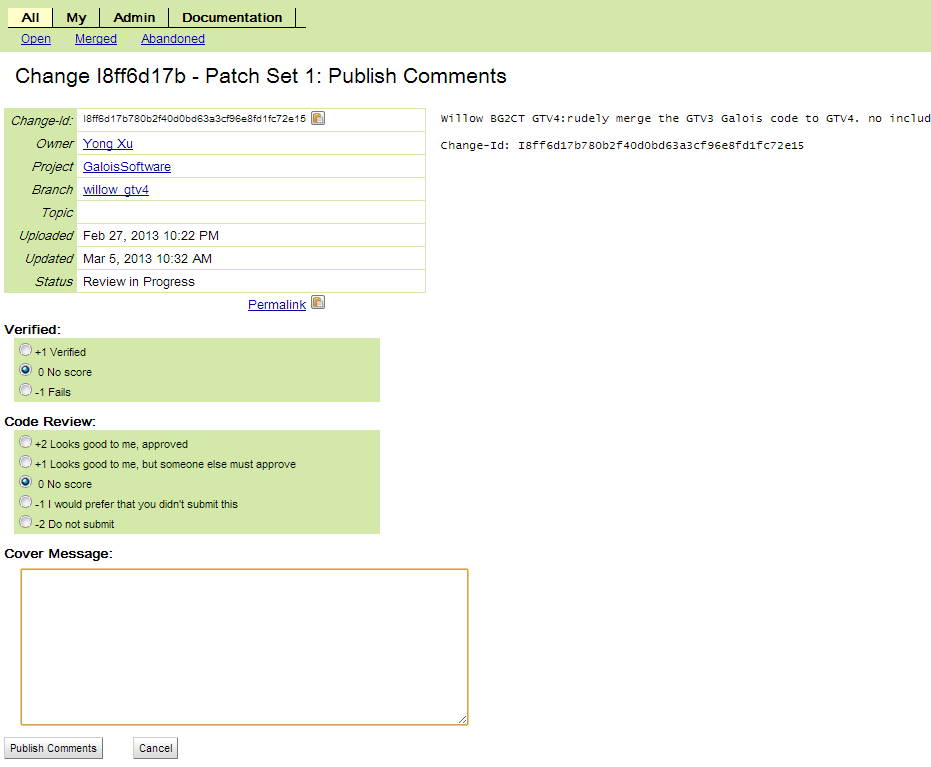 All My Admin Documentation
Open Merged Abandoned
Change I8ff6d17b - Patch Set 1: Publish Comments
Change-Id: I8ff6d17b780b2f40d0bd63a3cf96e8fd1fc72e15
Owner Yong Xu
Project GaloisSoftware
Branch willow_gtv4
Topic
Uploaded Feb 27, 2013 10:22 PM
Updated Mar 5, 2013 10:32 AM
Status Review in Progress
Permalink
Willow BG2CT GTV4:rudely merge the GTV3 Galois code to GTV4. no includ
Change-Id: I8ff6d17b780b2f40d0bd63a3cf96e8fd1fc72e15
Verified:
+1 Verified
0 No score
-1 Fails
Code Review:
+2 Looks good to me, approved
+1 Looks good to me, but someone else must approve
0 No score
-1 I would prefer that you didn't submit this
-2 Do not submit
Cover Message:
Publish Comments Cancel